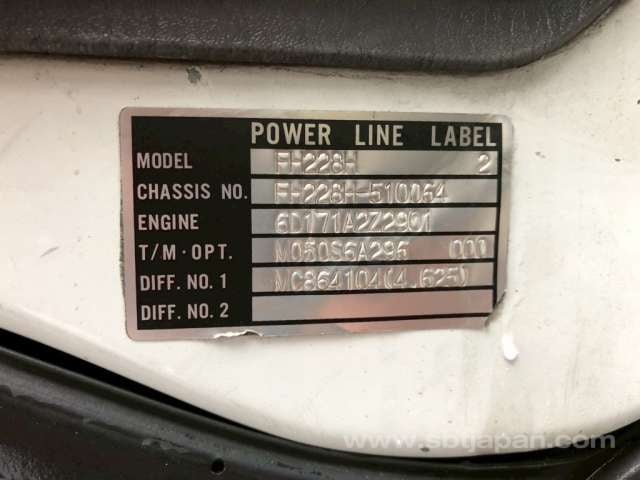 POWER LINE LABEL
MODEL FH228H 2
CHASSIS NO. FH228H-510064
ENGINE 6D171A2Z2901
T/M·OPT. M050S6A295 000
DIFF. NO. 1 MC864104(4.625)
DIFF. NO. 2
www.sbtjapan.com